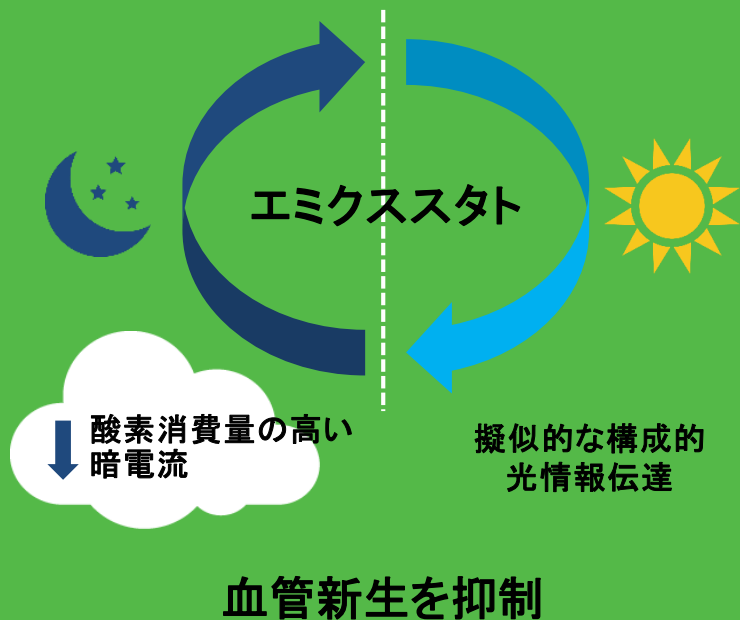 エミクススタト
酸素消費量の高い
暗電流
擬似的な構成的
光情報伝達
血管新生を抑制